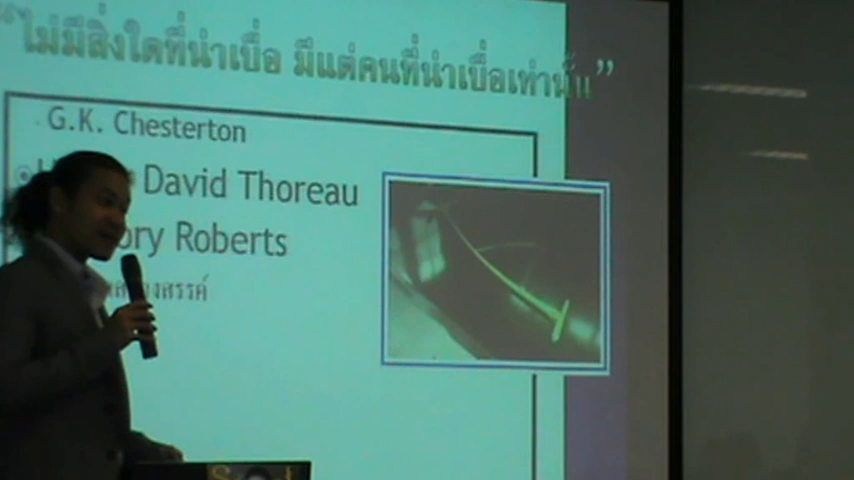 “ไม่มีสิ่งใดที่น่าเบื่อ มีแต่คนที่น่าเบื่อเท่านั้น”
G.K. Chesterton
David Thoreau
ory Roberts